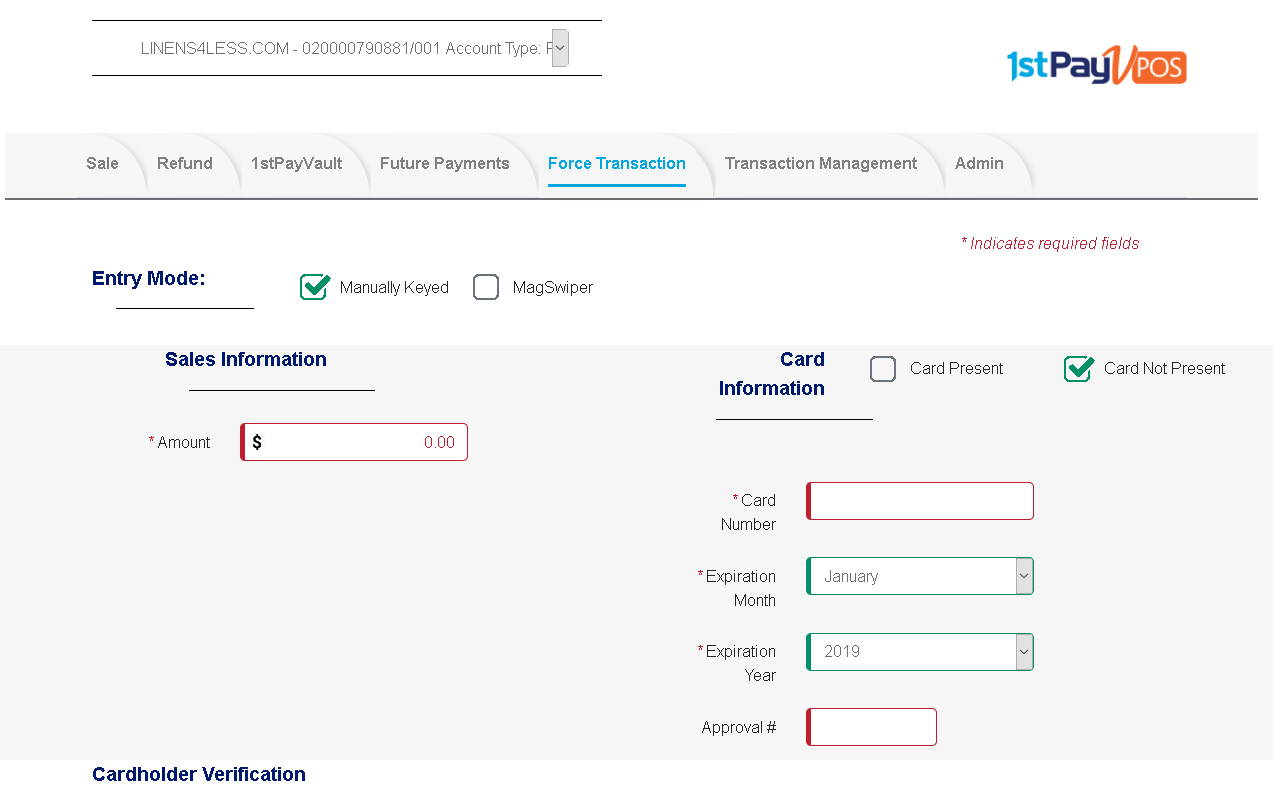 LINENS4LESS.COM - 020000790881/001 Account Type:
1stPay VPOS
Sale Refund 1stPayVault Future Payments Force Transaction Transaction Management Admin
* Indicates required fields
Entry Mode: Manually Keyed MagSwiper
Sales Information
* Amount $ 0.00
Card Information Card Present Card Not Present
* Card
Number
* Expiration January
Month
* Expiration 2019
Year
Approval #
Cardholder Verification